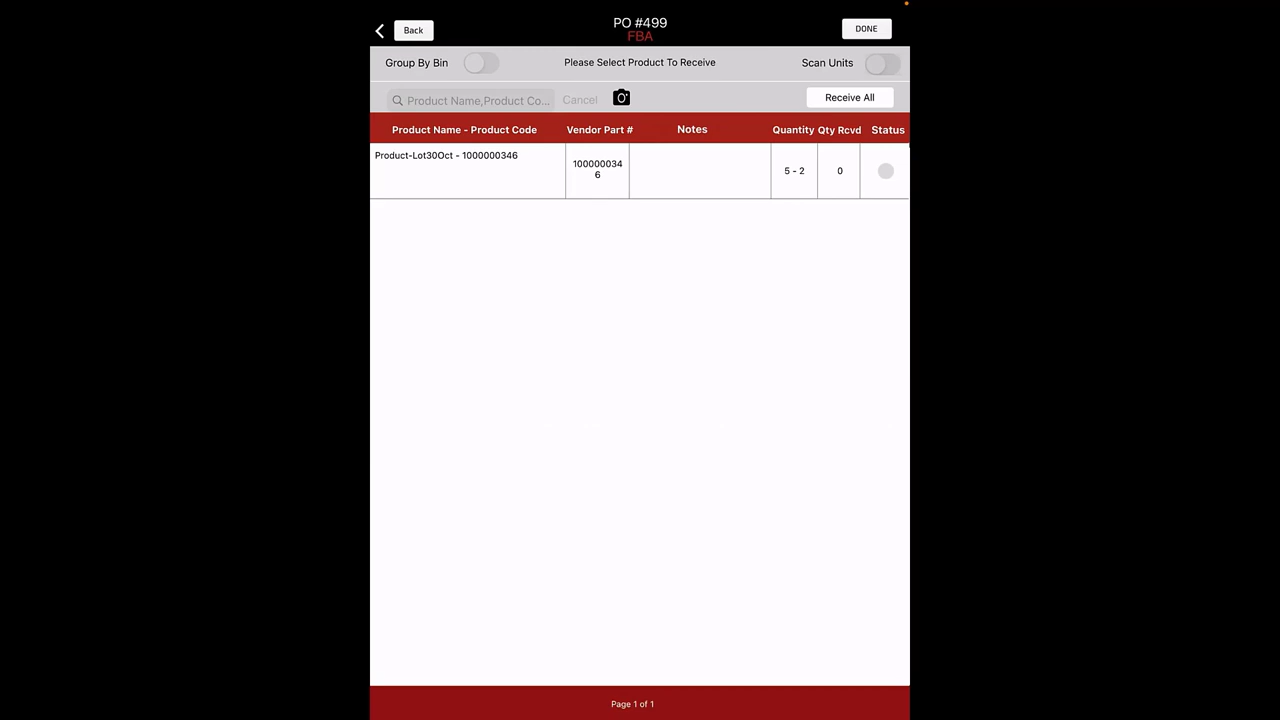 PO #499
FBA
Back
DONE
Group By Bin
Please Select Product To Receive
Scan Units
Product Name,Product Co...
Cancel
Receive All
Product Name - Product Code
Vendor Part #
Notes
Quantity
Qty Rcvd
Status
Product-Lot30Oct - 1000000346
100000034
6
5 - 2
0
Page 1 of 1